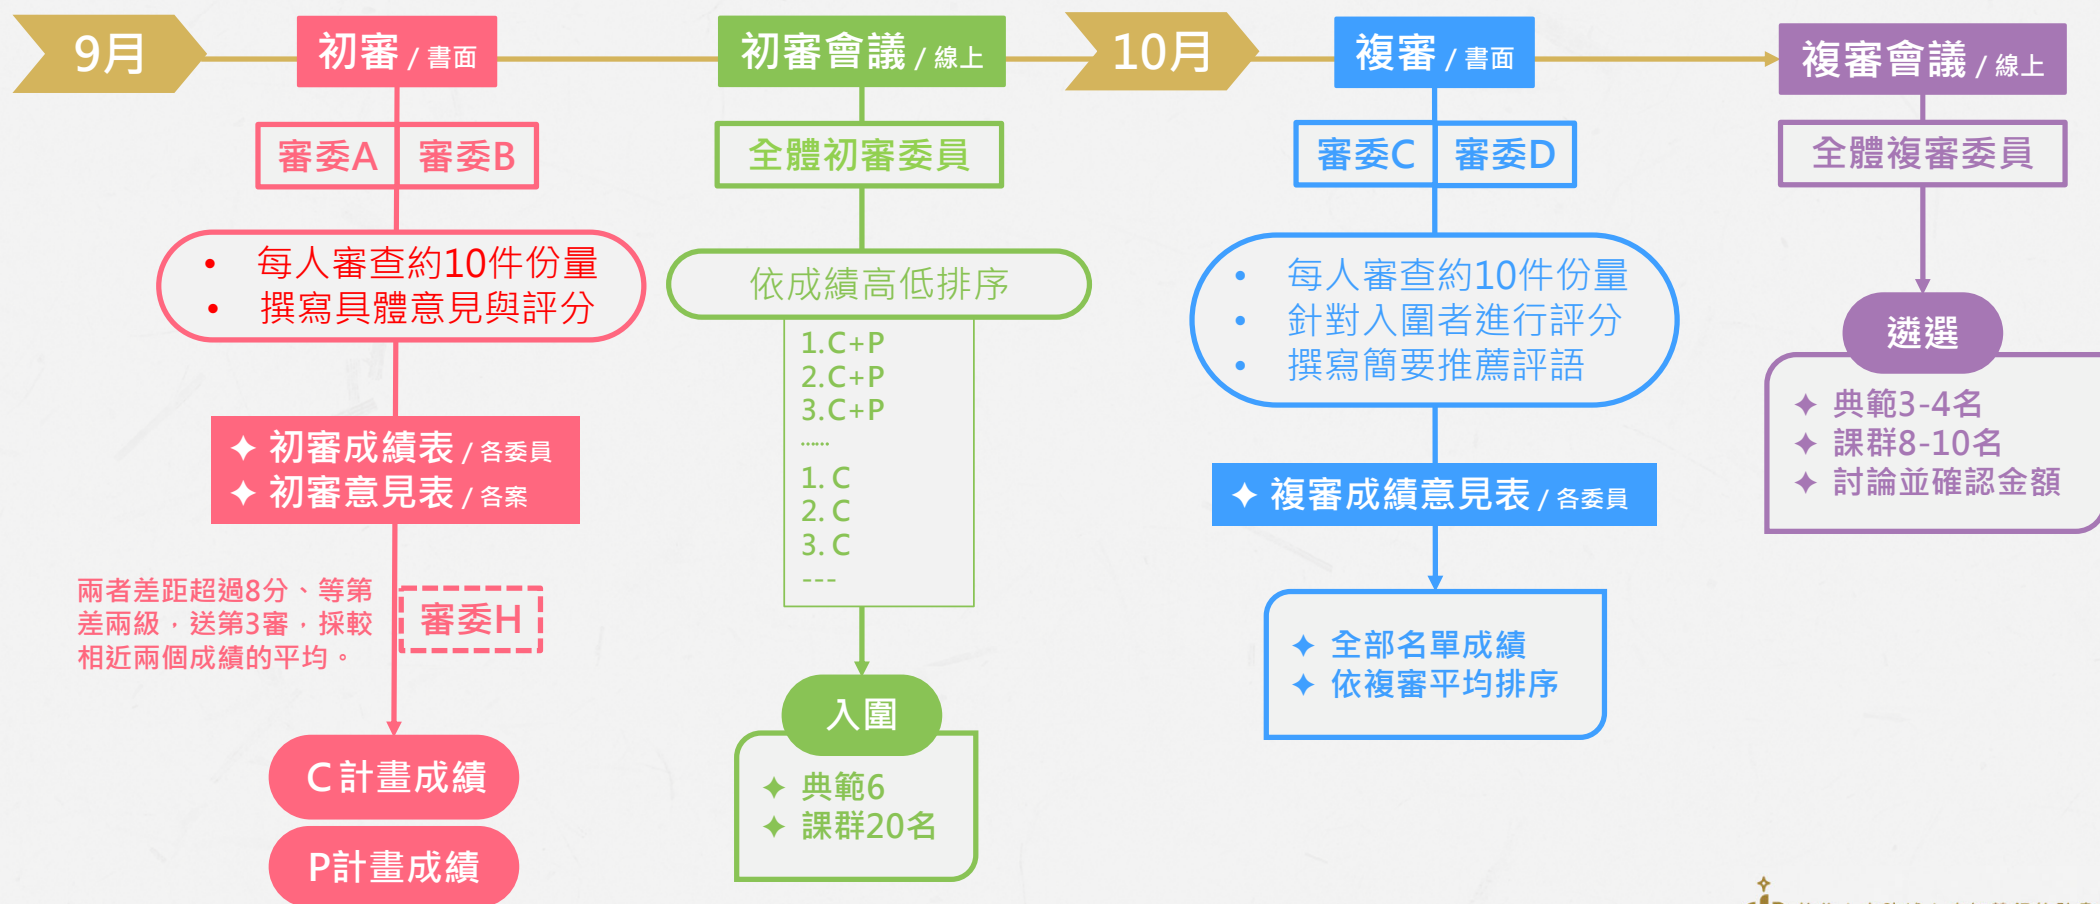 9月
初審 / 書面
審委A 審委B
• 每人審查約10件份量
• 撰寫具體意見與評分
✦ 初審成績表 / 各委員
✦ 初審意見表 / 各案
兩者差距超過8分、等第
差兩級，送第3審，採較
相近兩個成績的平均。
審委H
C計畫成績
P計畫成績
初審會議 / 線上
全體初審委員
依成績高低排序
1.C+P
2.C+P
3.C+P
……
1. C
2. C
3. C
---
入圍
✦ 典範6
✦ 課群20名
10月
複審 / 書面
審委C 審委D
• 每人審查約10件份量
• 針對入圍者進行評分
• 撰寫簡要推薦評語
✦ 複審成績意見表 / 各委員
✦ 全部名單成績
✦ 依複審平均排序
複審會議 / 線上
全體複審委員
遴選
✦ 典範3-4名
✦ 課群8-10名
✦ 討論並確認金額